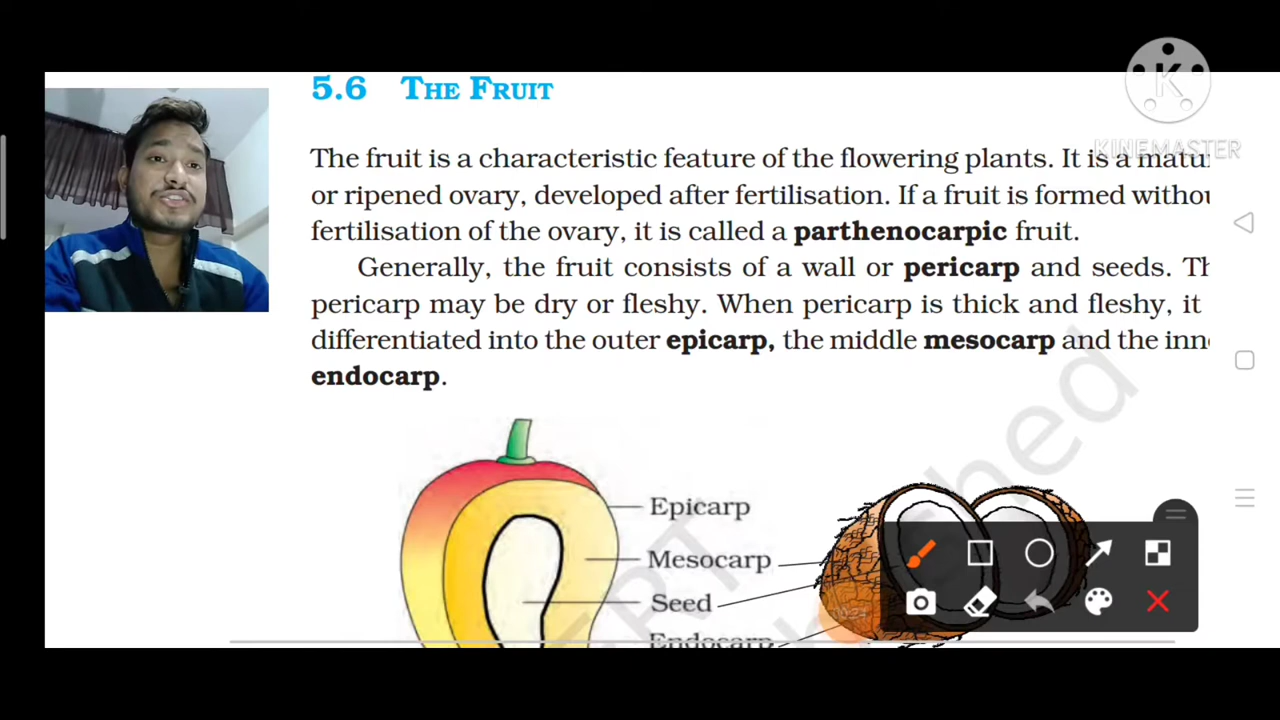 5.6 THE FRUIT
KINEMASTER
The fruit is a characteristic feature of the flowering plants. It is a
or ripened ovary, developed after fertilisation. If a fruit is formed
fertilisation of the ovary, it is called a parthenocarpic fruit.
Generally, the fruit consists of a wall or pericarp and seeds.
pericarp may be dry or fleshy. When pericarp is thick and fleshy, it
differentiated into the outer epicarp, the middle mesocarp and the
endocarp.
Epicarp
Mesocarp
Seed
Endocarp